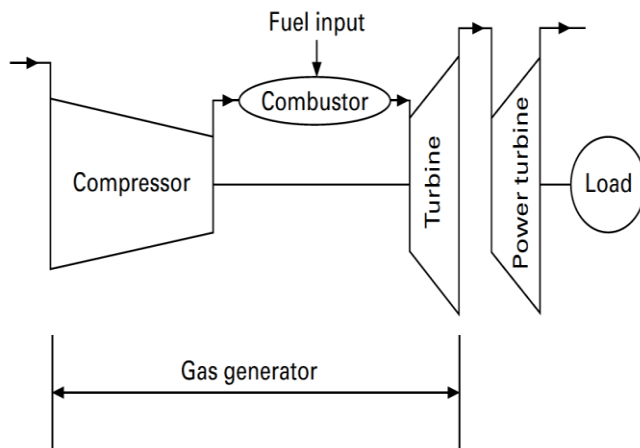 Fuel input
Combustor
Compressor
Turbine
Power turbine
Load
Gas generator